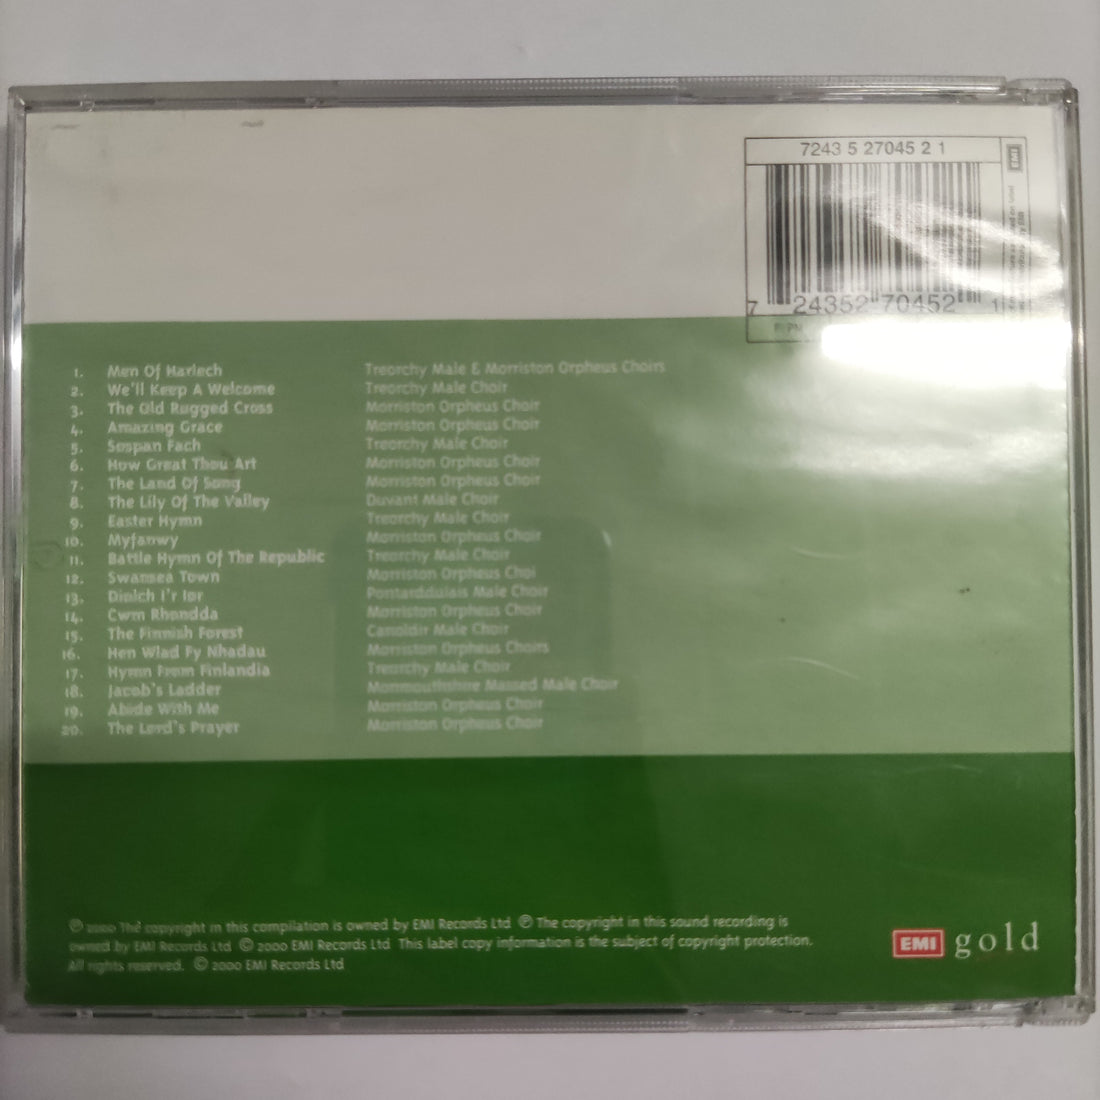 7243 5 27045 2 1
EMI
7 24352 70452 1
1. Men Of Harlech Treorchy Male & Morriston Orpheus Choirs
2. We'll Keep A Welcome Treorchy Male Choir
3. The Old Rugged Cross Morriston Orpheus Choir
4. Amazing Grace Morriston Orpheus Choir
5. Sospan Fach Treorchy Male Choir
6. How Great Thou Art Morriston Orpheus Choir
7. The Land Of Song Morriston Orpheus Choir
8. The Lily Of The Valley Duvant Male Choir
9. Easter Hymn Treorchy Male Choir
10. Myfanwy Morriston Orpheus Choir
11. Battle Hymn Of The Republic Treorchy Male Choir
12. Swansea Town Morriston Orpheus Choi
13. Diolch I'r Ior Pontarddulais Male Choir
14. Cwm Rhondda Morriston Orpheus Choir
15. The Finnish Forest Canoldir Male Choir
16. Hen Wlad Fy Nhadau Morriston Orpheus Choirs
17. Hymn From Finlandia Treorchy Male Choir
18. Jacob's Ladder Monmouthshire Massed Male Choir
19. Abide With Me Morriston Orpheus Choir
20. The Lord's Prayer Morriston Orpheus Choir
℗ 2000 The copyright in this compilation is owned by EMI Records Ltd ℗ The copyright in this sound recording is
owned by EMI Records Ltd © 2000 EMI Records Ltd This label copy information is the subject of copyright protection.
All rights reserved. © 2000 EMI Records Ltd
EMI gold